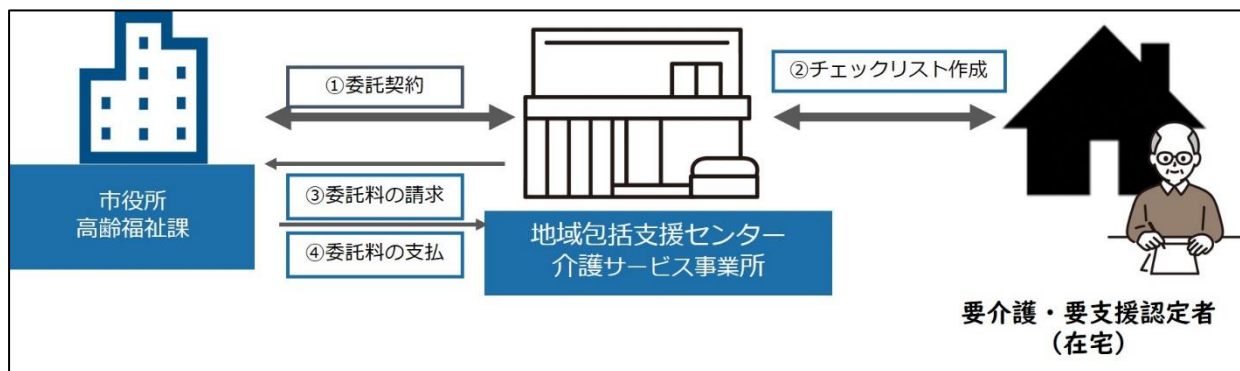 ①委託契約
②チェックリスト作成
市役所
高齢福祉課
③委託料の請求
④委託料の支払
地域包括支援センター
介護サービス事業所
要介護・要支援認定者
（在宅）